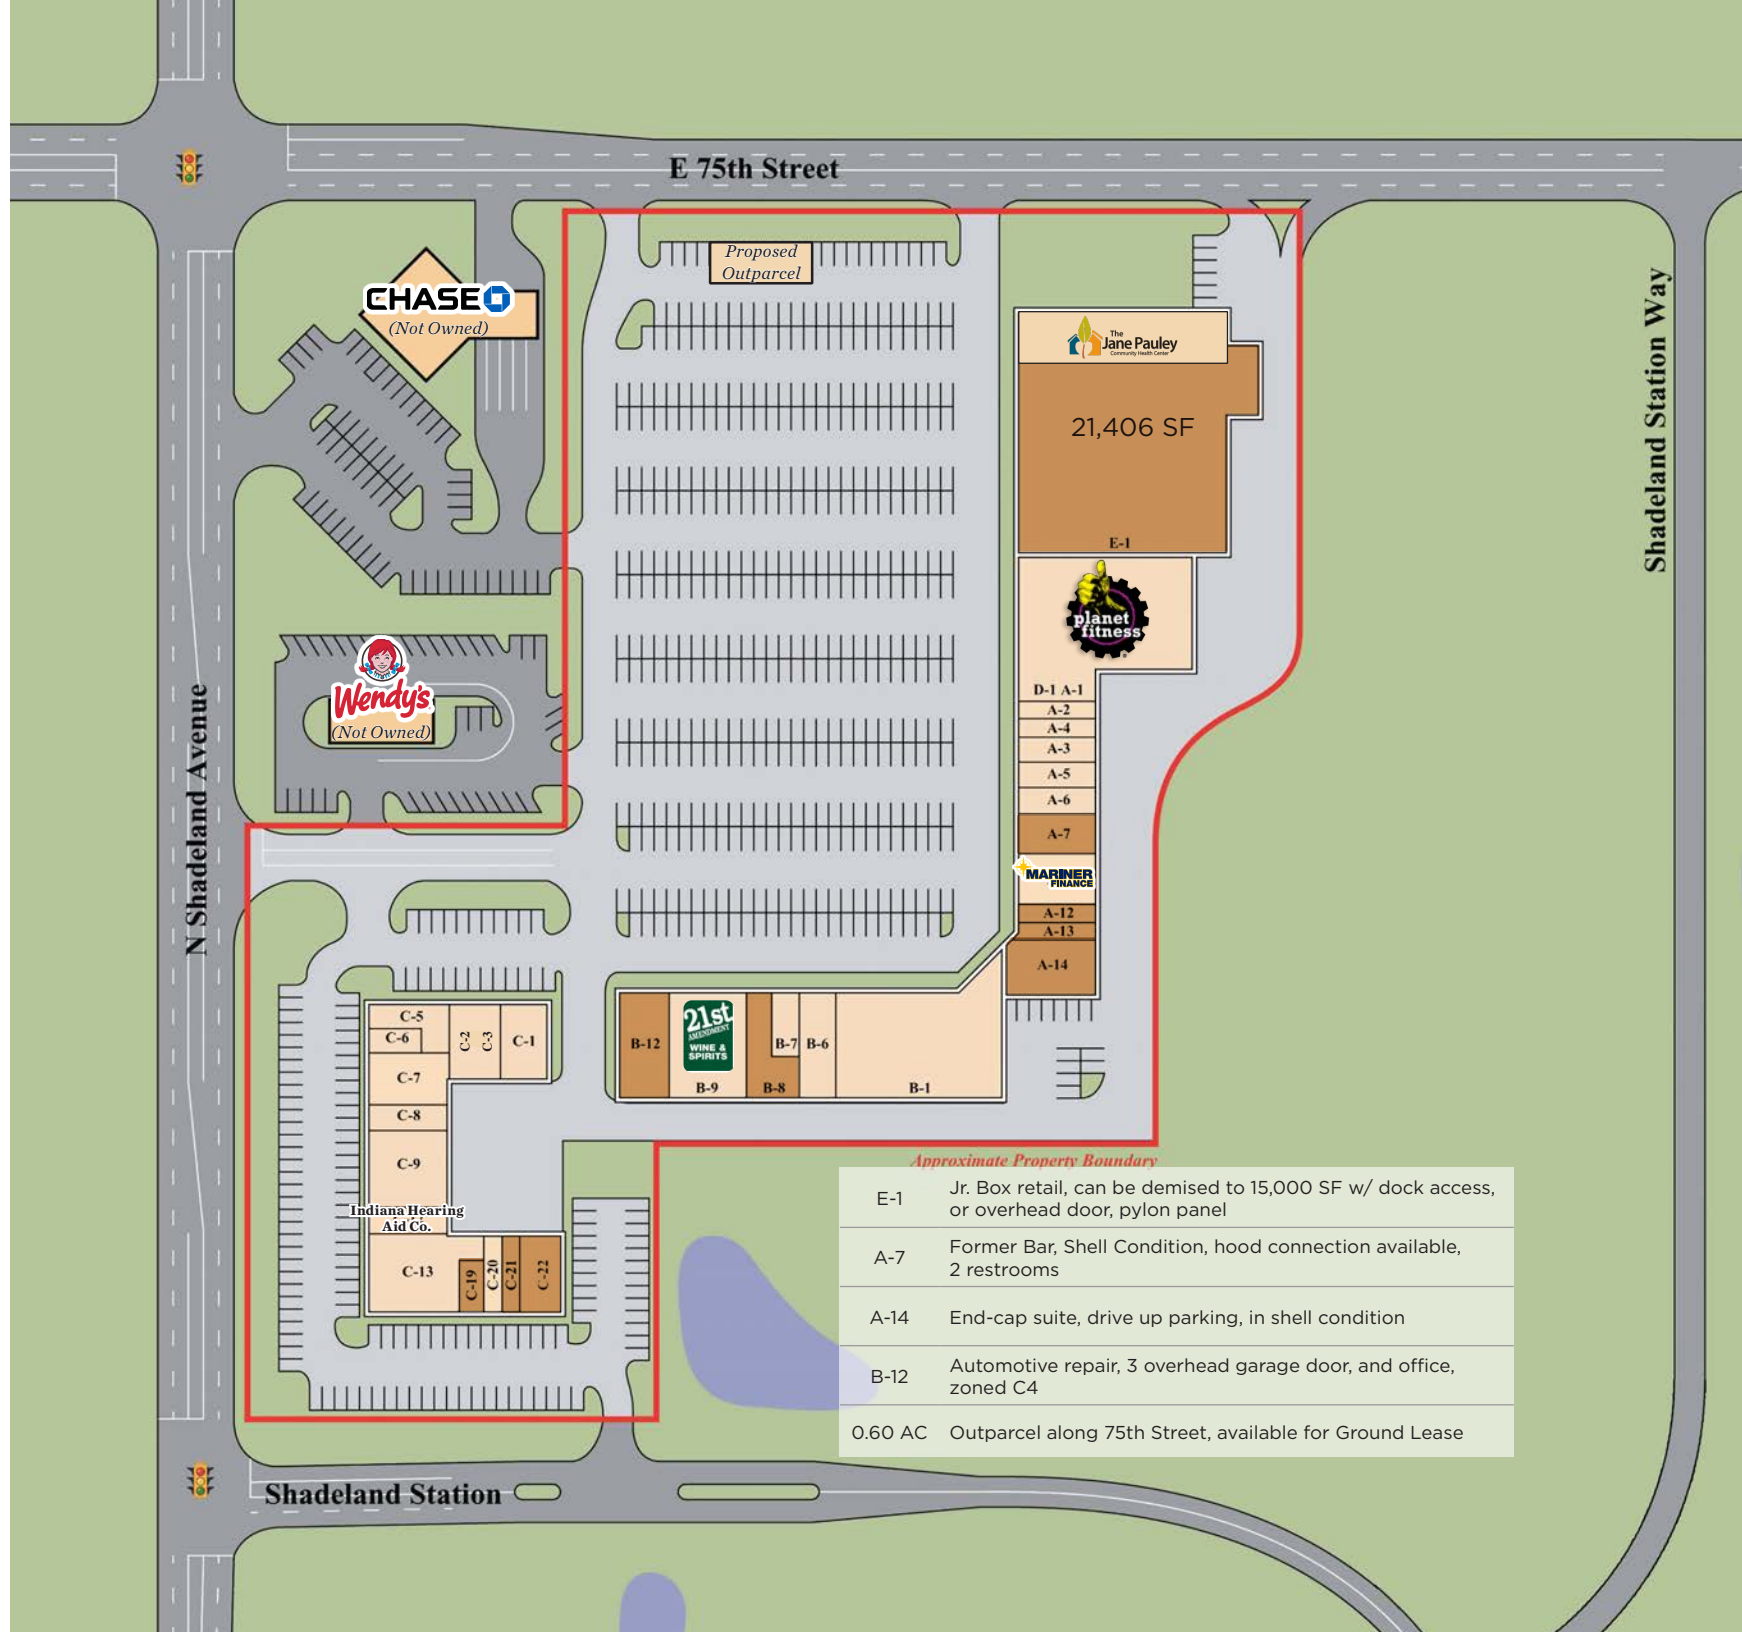 E 75th Street
Proposed
Outparcel
CHASE
(Not Owned)
The
Jane Pauley
Community Health Center
21,406 SF
E-1
Shadeland Station Way
planet
fitness
Wendy's
(Not Owned)
N Shadeland Avenue
D-1 A-1
A-2
A-4
A-3
A-5
A-6
A-7
MARINER
FINANCE
A-12
A-13
A-14
C-5
C-6
C-2
C-3
C-1
C-7
C-8
C-9
Indiana Hearing
Aid Co.
C-13
C-19
C-20
C-21
C-22
B-12
21st
AMENDMENT
WINE &
SPIRITS
B-9
B-8
B-7
B-6
B-1
Approximate Property Boundary
E-1 Jr. Box retail, can be demised to 15,000 SF w/ dock access,
or overhead door, pylon panel
A-7 Former Bar, Shell Condition, hood connection available,
2 restrooms
A-14 End-cap suite, drive up parking, in shell condition
B-12 Automotive repair, 3 overhead garage door, and office,
zoned C4
0.60 AC Outparcel along 75th Street, available for Ground Lease
Shadeland Station